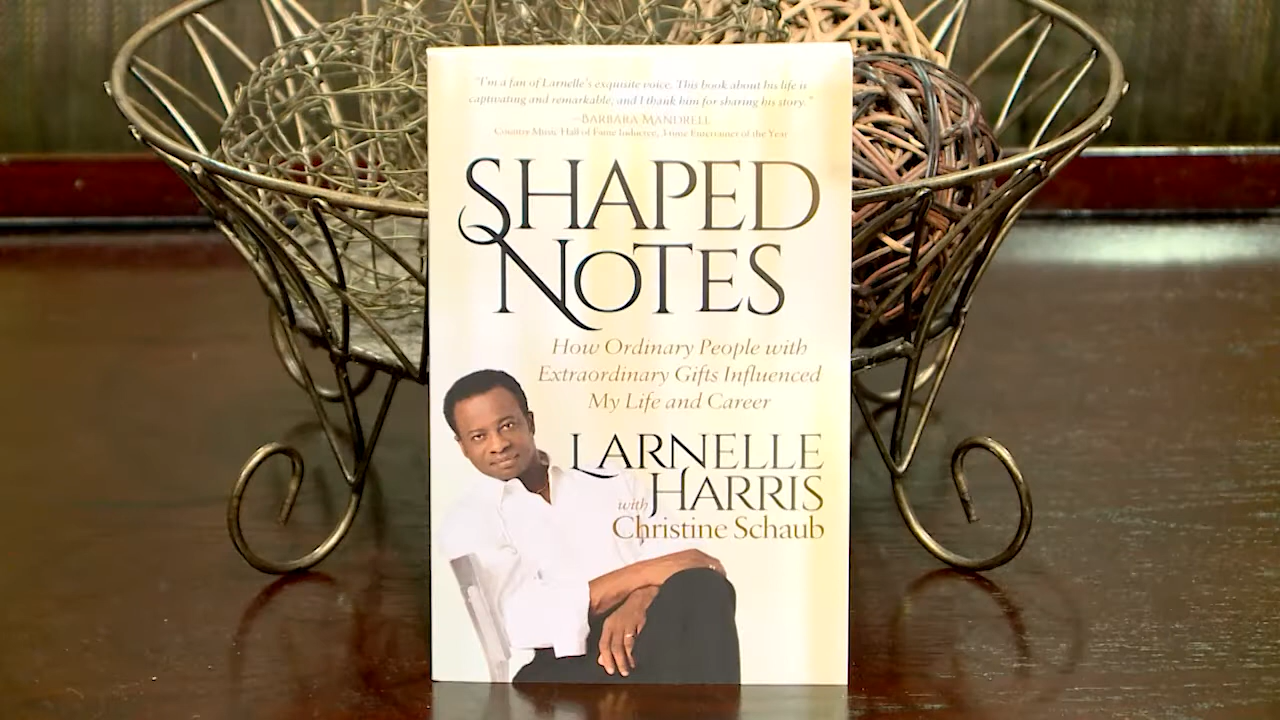 "I'm a fan of Larnelle's exquisite voice. This book about his life is
captivating and remarkable, and I thank him for sharing his story."
—BARBARA MANDRELL
Country Music Hall of Fame Inductee, 3-time Entertainer of the Year
SHAPED
NOTES
How Ordinary People with
Extraordinary Gifts Influenced
My Life and Career
LARNELLE
with HARRIS
Christine Schaub